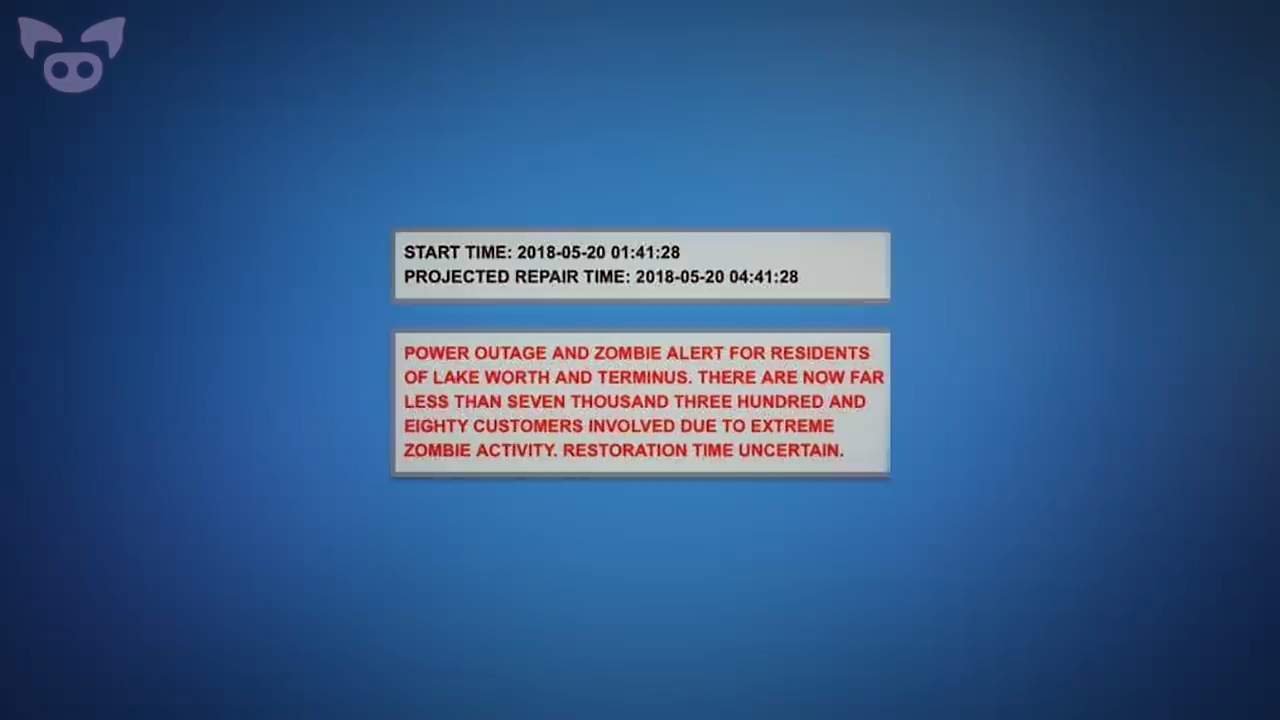 START TIME: 2018-05-20 01:41:28
PROJECTED REPAIR TIME: 2018-05-20 04:41:28
POWER OUTAGE AND ZOMBIE ALERT FOR RESIDENTS
OF LAKE WORTH AND TERMINUS. THERE ARE NOW FAR
LESS THAN SEVEN THOUSAND THREE HUNDRED AND
EIGHTY CUSTOMERS INVOLVED DUE TO EXTREME
ZOMBIE ACTIVITY. RESTORATION TIME UNCERTAIN.